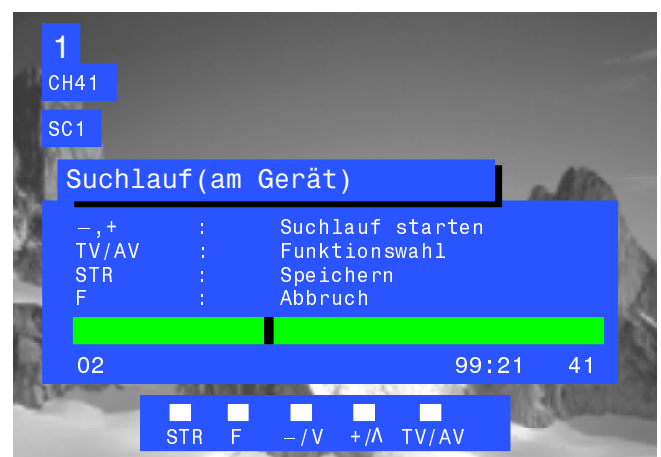 1
CH41
SC1
Suchlauf(am Gerät)
–,+ : Suchlauf starten
TV/AV : Funktionswahl
STR : Speichern
F : Abbruch
02 99:21 41
STR F –/V +/Λ TV/AV